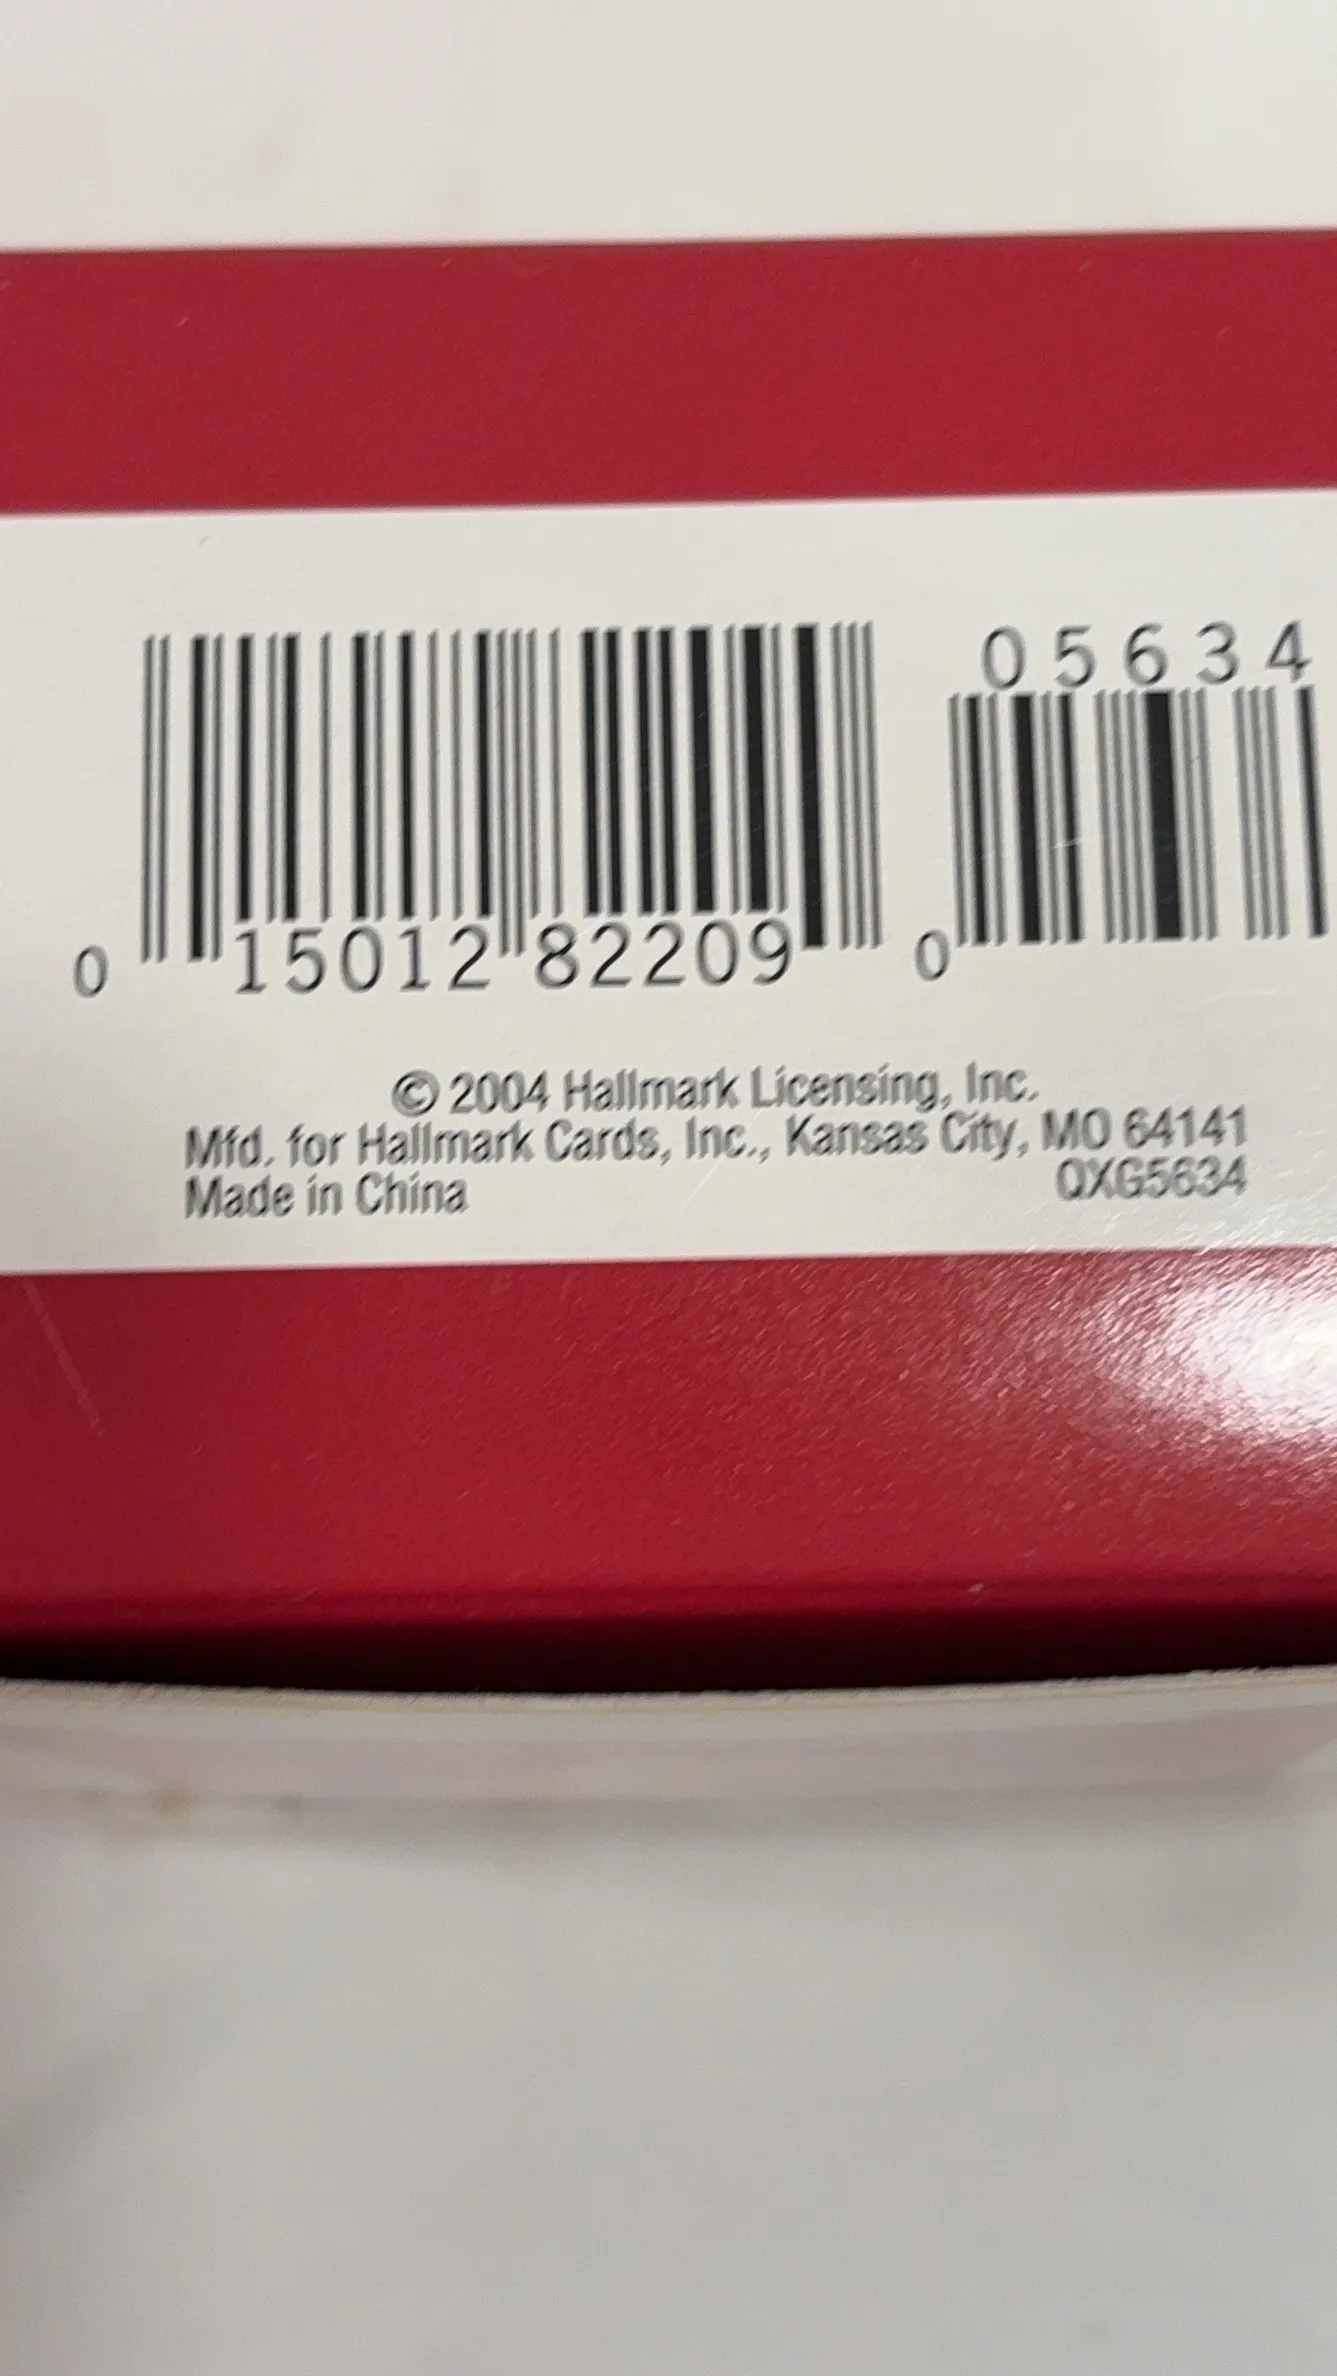 05634
0 15012 82209 0
© 2004 Hallmark Licensing, Inc.
Mfd. for Hallmark Cards, Inc., Kansas City, MO 64141
Made in China QXG5634